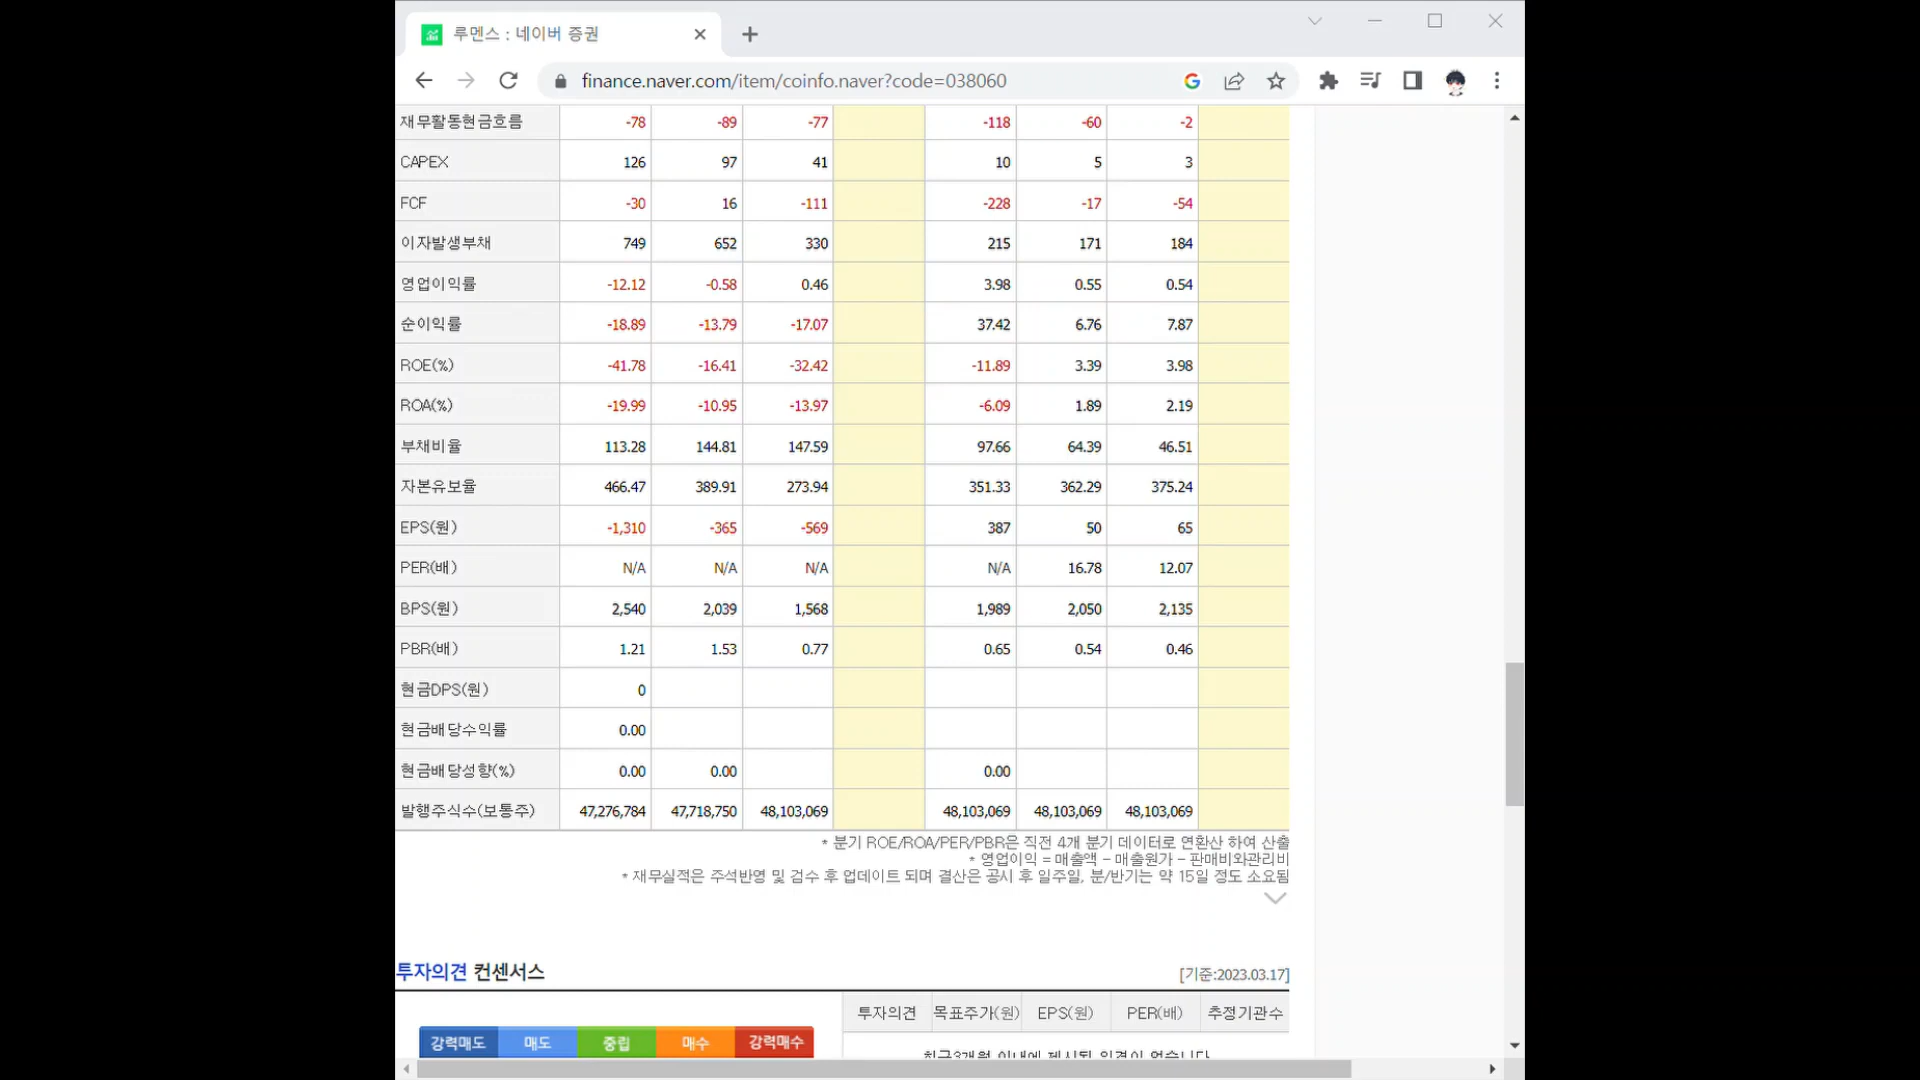 루멘스 : 네이버 증권
finance.naver.com/item/coinfo.naver?code=038060
재무활동현금흐름 -78 -89 -77 -118 -60 -2
CAPEX 126 97 41 10 5 3
FCF -30 16 -111 -228 -17 -54
이자발생부채 749 652 330 215 171 184
영업이익률 -12.12 -0.58 0.46 3.98 0.55 0.54
순이익률 -18.89 -13.79 -17.07 37.42 6.76 7.87
ROE(%) -41.78 -16.41 -32.42 -11.89 3.39 3.98
ROA(%) -19.99 -10.95 -13.97 -6.09 1.89 2.19
부채비율 113.28 144.81 147.59 97.66 64.39 46.51
자본유보율 466.47 389.91 273.94 351.33 362.29 375.24
EPS(원) -1,310 -365 -569 387 50 65
PER(배) N/A N/A N/A N/A 16.78 12.07
BPS(원) 2,540 2,039 1,568 1,989 2,050 2,135
PBR(배) 1.21 1.53 0.77 0.65 0.54 0.46
현금DPS(원) 0
현금배당수익률 0.00
현금배당성향(%) 0.00 0.00 0.00
발행주식수(보통주) 47,276,784 47,718,750 48,103,069 48,103,069 48,103,069 48,103,069
* 분기 ROE/ROA/PER/PBR은 직전 4개 분기 데이터로 연환산 하여 산출
* 영업이익 = 매출액 - 매출원가 - 판매비와관리비
* 재무실적은 주석반영 및 검수 후 업데이트 되며 결산은 공시 후 일주일, 분/반기는 약 15일 정도 소요됨
투자의견 컨센서스 [기준:2023.03.17]
투자의견 목표주가(원) EPS(원) PER(배) 추정기관수
강력매도 매도 중립 매수 강력매수
최근3개월 이내에 제시된 의견이 없습니다